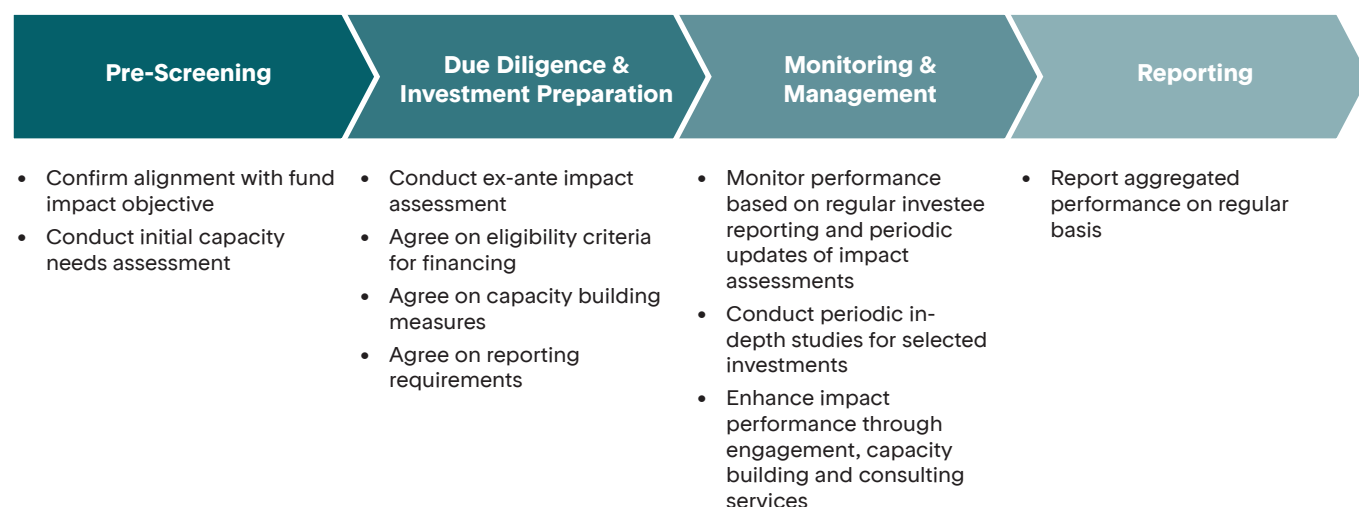 Pre-Screening
Due Diligence &
Investment Preparation
Monitoring &
Management
Reporting
• Confirm alignment with fund
impact objective
• Conduct initial capacity
needs assessment
• Conduct ex-ante impact
assessment
• Agree on eligibility criteria
for financing
• Agree on capacity building
measures
• Agree on reporting
requirements
• Monitor performance
based on regular investee
reporting and periodic
updates of impact
assessments
• Conduct periodic in-
depth studies for selected
investments
• Enhance impact
performance through
engagement, capacity
building and consulting
services
• Report aggregated
performance on regular
basis